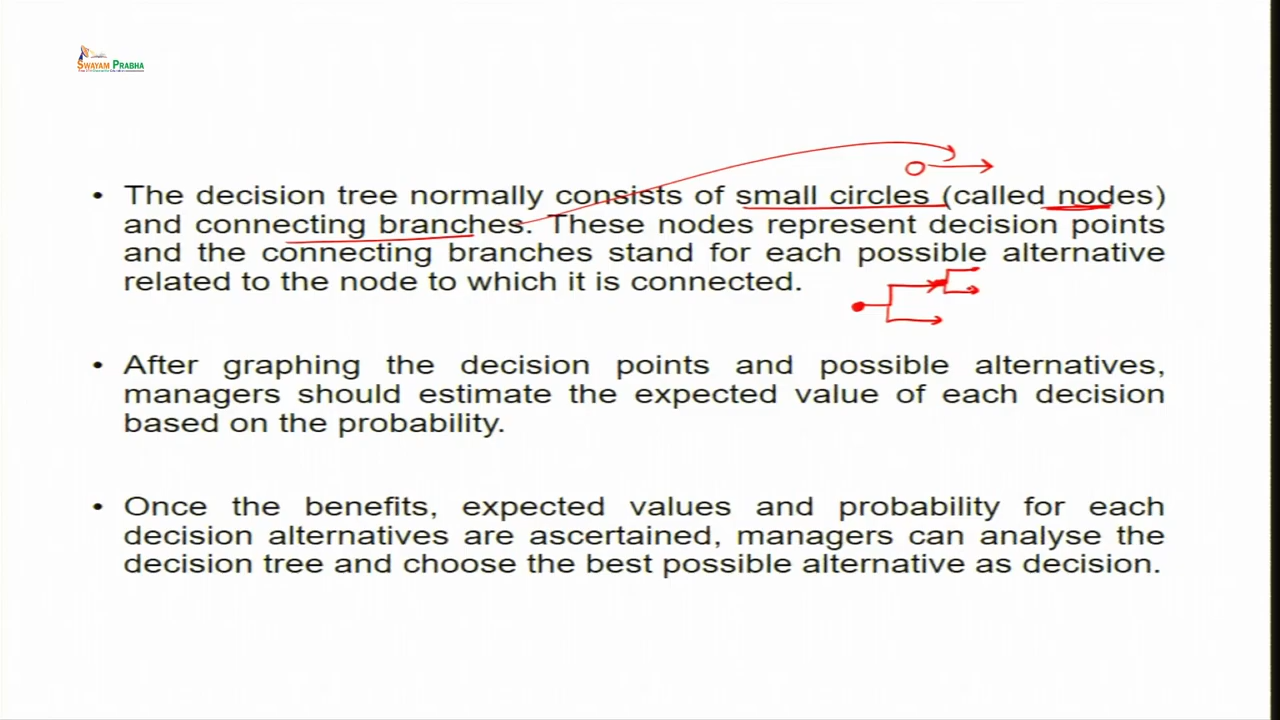 SWAYAM PRABHA
• The decision tree normally consists of small circles (called nodes)
and connecting branches. These nodes represent decision points
and the connecting branches stand for each possible alternative
related to the node to which it is connected.
• After graphing the decision points and possible alternatives,
managers should estimate the expected value of each decision
based on the probability.
• Once the benefits, expected values and probability for each
decision alternatives are ascertained, managers can analyse the
decision tree and choose the best possible alternative as decision.